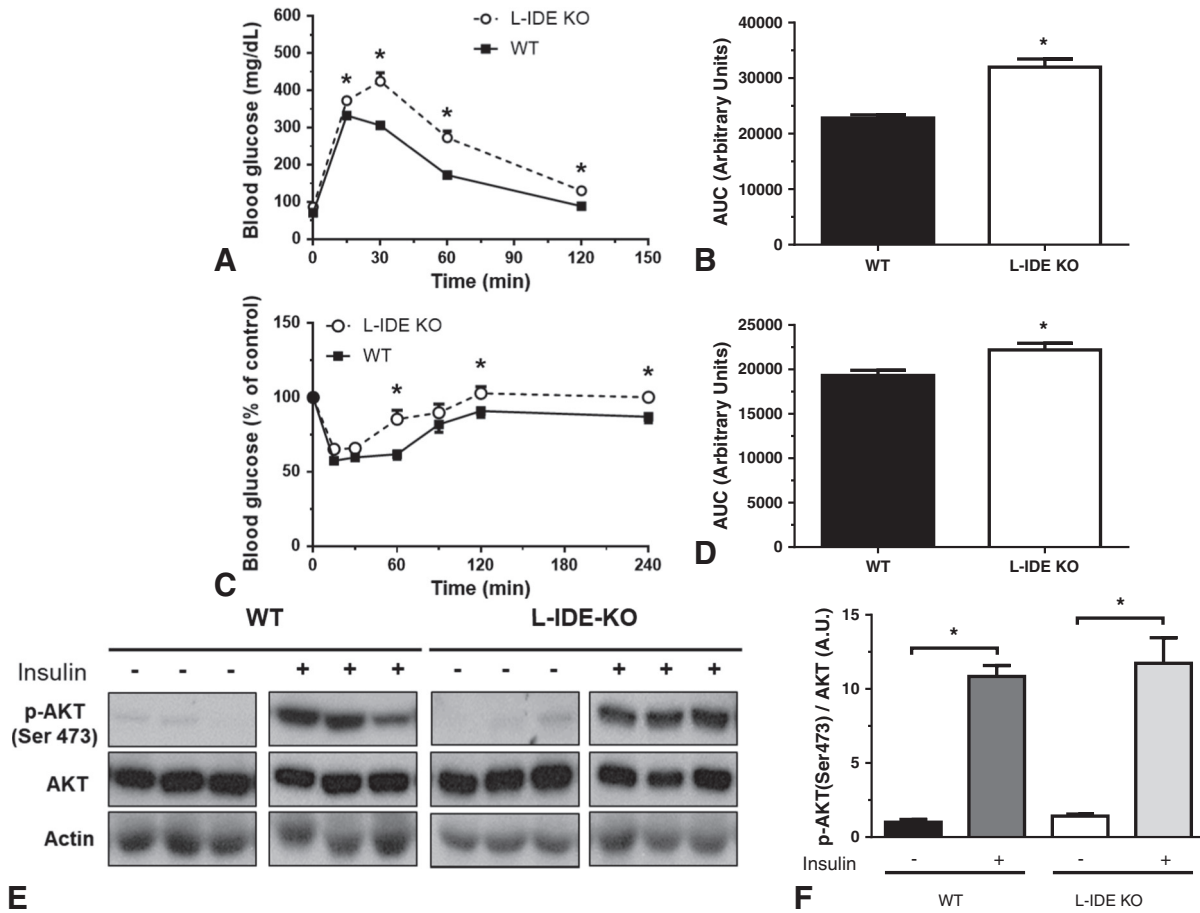 Blood glucose (mg/dL)
600
500
400
300
200
100
0
L-IDE KO
WT
* * * *
0 30 60 90 120 150
Time (min)
A
AUC (Arbitrary Units)
40000
30000
20000
10000
0
*
WT L-IDE KO
B
Blood glucose (% of control)
150
100
50
0
L-IDE KO
WT
* * *
0 60 120 180 240
Time (min)
C
AUC (Arbitrary Units)
25000
20000
15000
10000
5000
0
*
WT L-IDE KO
D
WT L-IDE-KO
Insulin - - - + + + - - - + + +
p-AKT
(Ser 473)
AKT
Actin
E
p-AKT(Ser473) / AKT (A.U.)
15
10
5
0
* *
Insulin - + - +
WT L-IDE KO
F